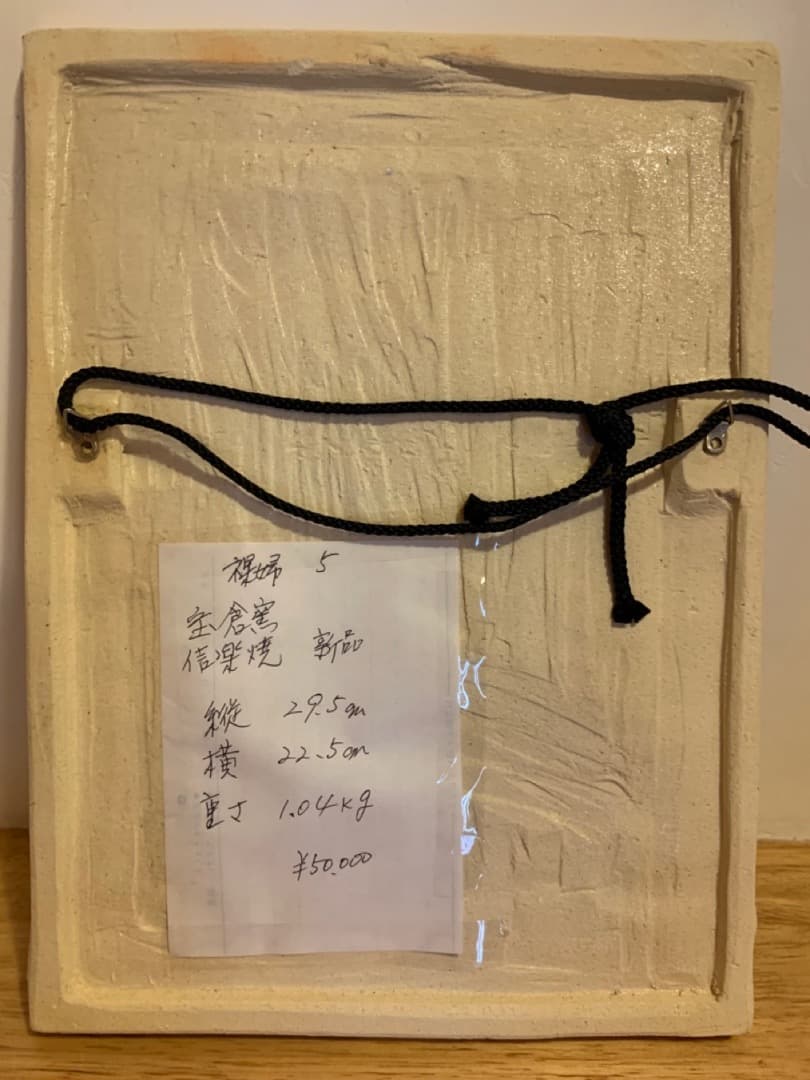 裸婦 5
宝倉窯
信楽焼 新品
縦 29.5cm
横 22.5cm
重さ 1.04kg
¥50.000